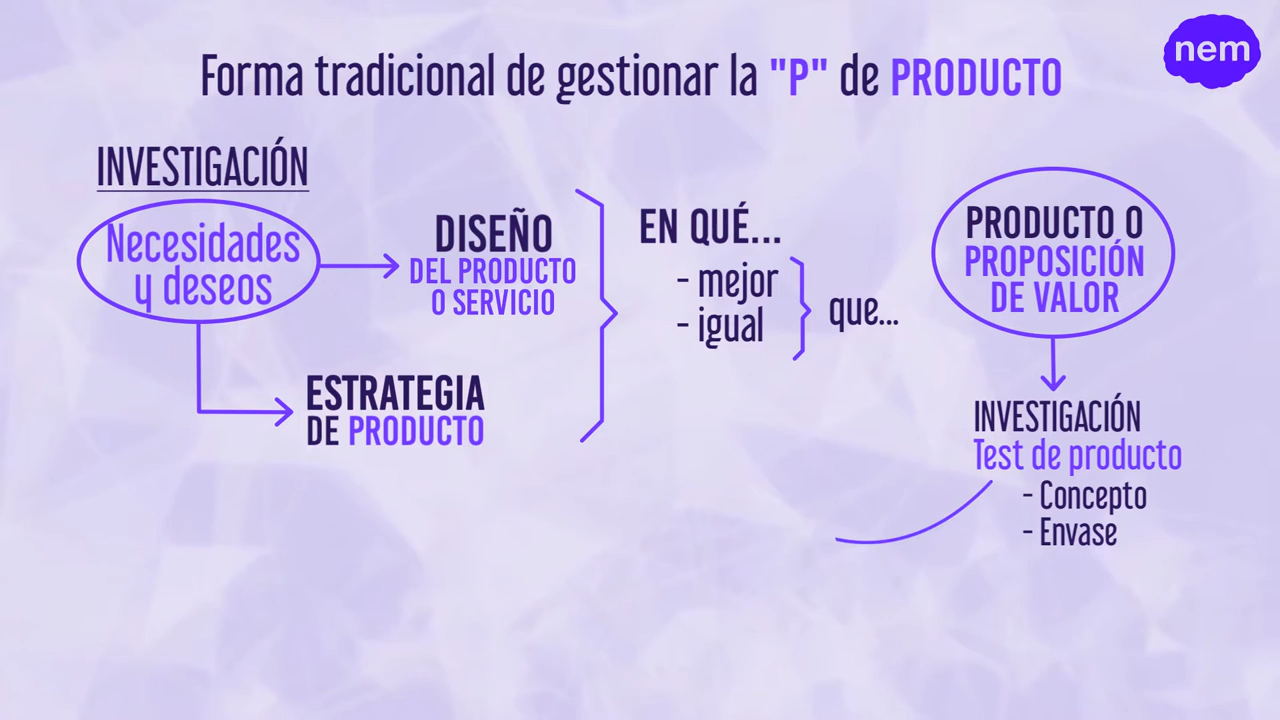 Forma tradicional de gestionar la "P" de PRODUCTO
nem
INVESTIGACIÓN
Necesidades
y deseos
DISEÑO
DEL PRODUCTO
O SERVICIO
ESTRATEGIA
DE PRODUCTO
EN QUÉ...
- mejor
- igual
que...
PRODUCTO O
PROPOSICIÓN
DE VALOR
INVESTIGACIÓN
Test de producto
- Concepto
- Envase